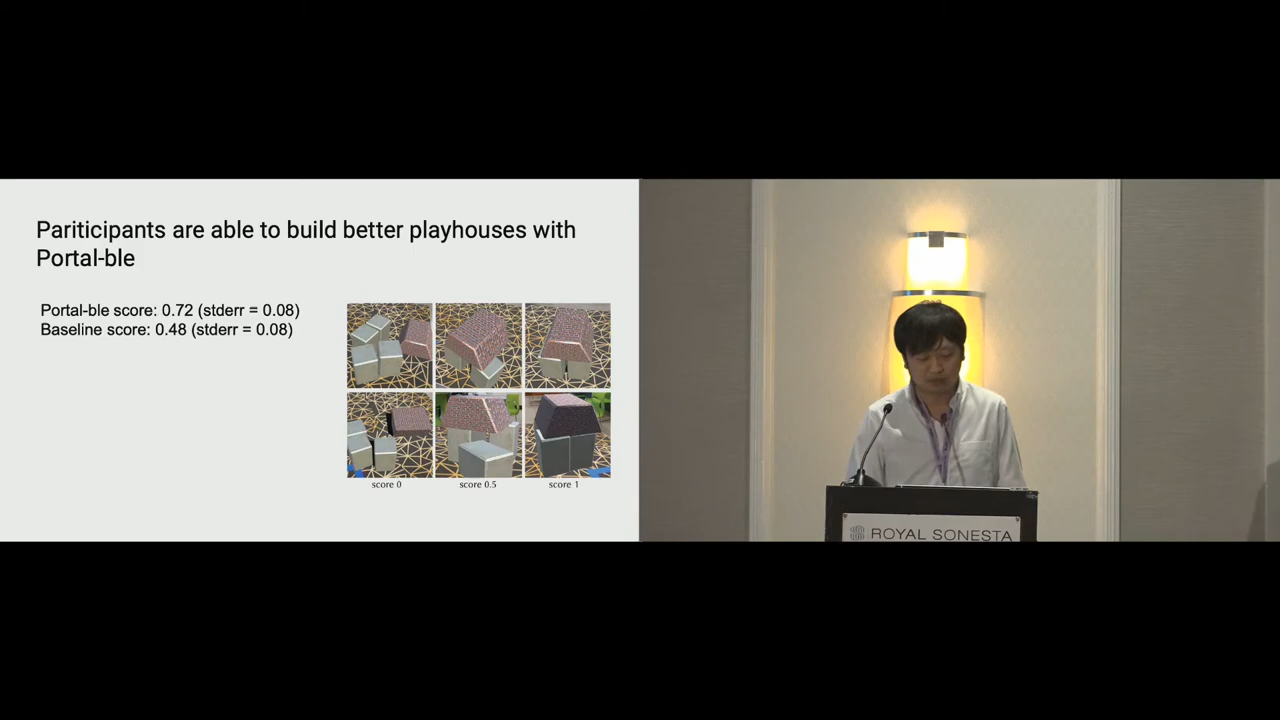 Pariticipants are able to build better playhouses with
Portal-ble
Portal-ble score: 0.72 (stderr = 0.08)
Baseline score: 0.48 (stderr = 0.08)
score 0
score 0.5
score 1
ROYAL SONESTA